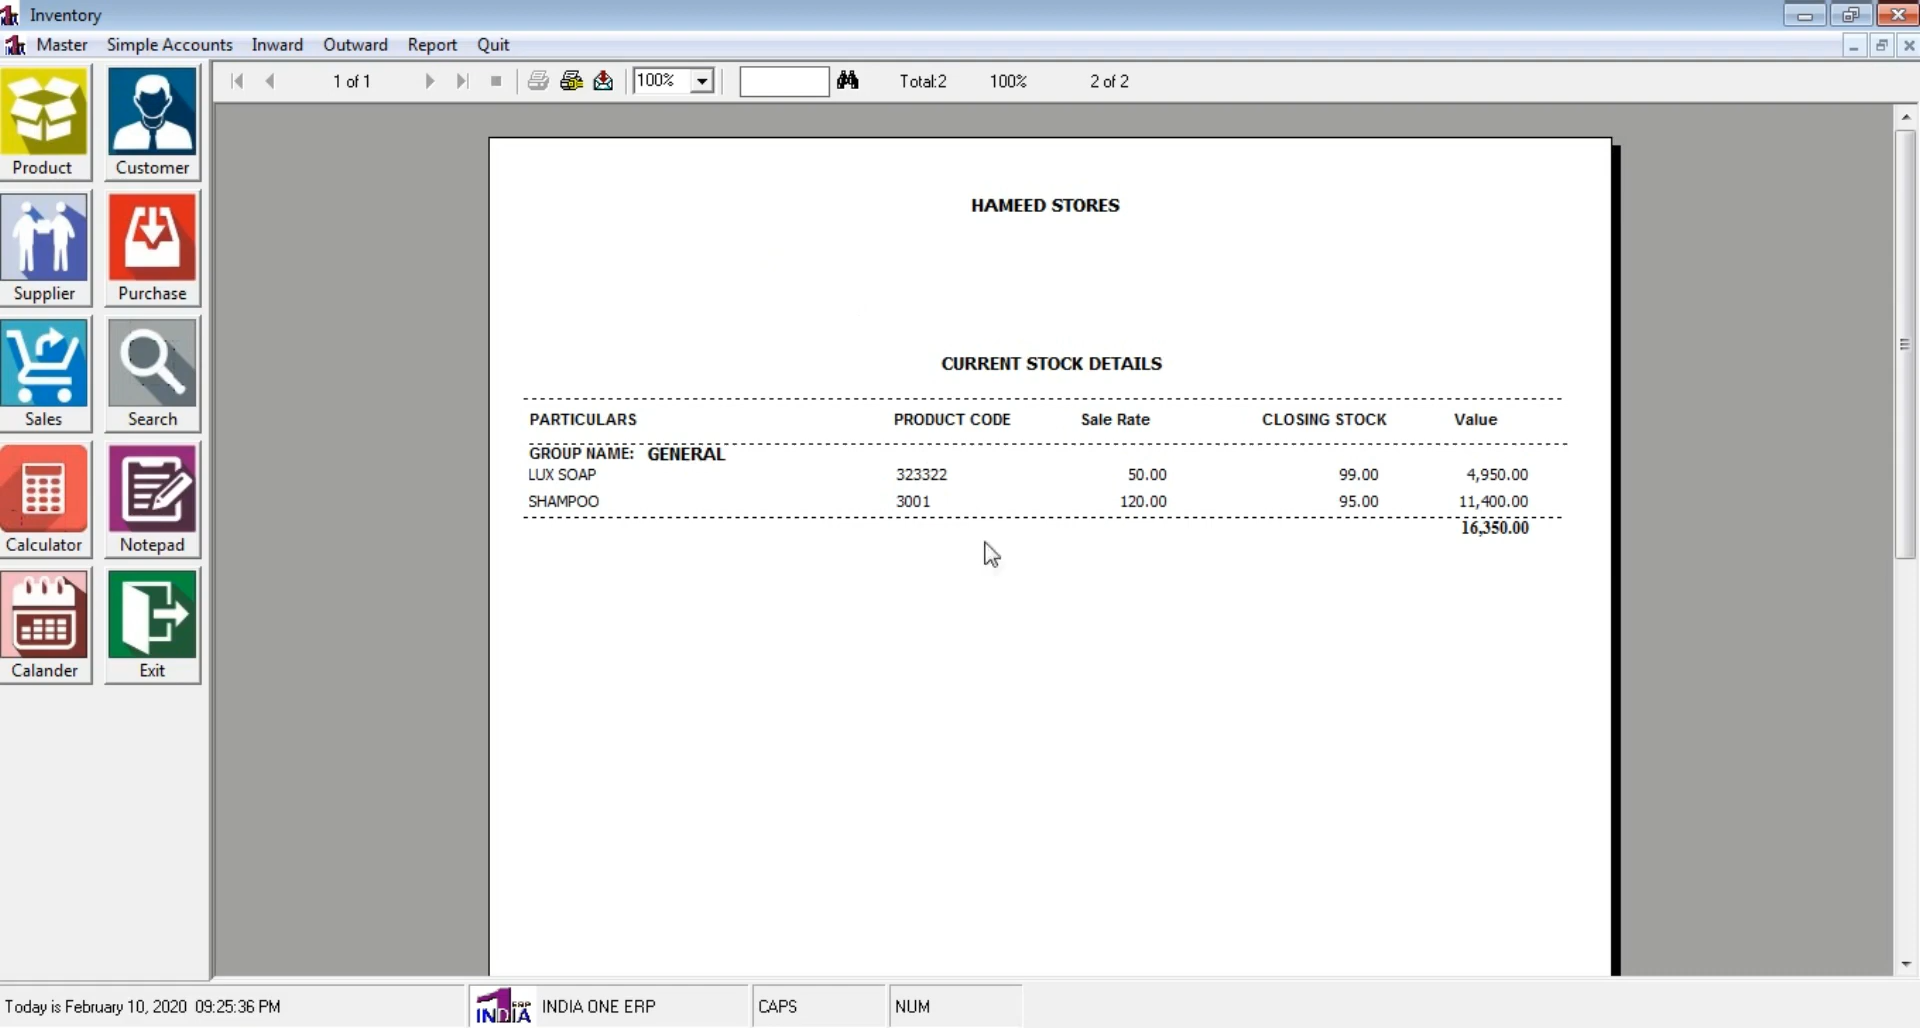 Inventory
Master Simple Accounts Inward Outward Report Quit
1 of 1 100% Total:2 100% 2 of 2
Product Customer
Supplier Purchase
Sales Search
Calculator Notepad
Calander Exit
HAMEED STORES
CURRENT STOCK DETAILS
PARTICULARS PRODUCT CODE Sale Rate CLOSING STOCK Value
GROUP NAME: GENERAL
LUX SOAP 323322 50.00 99.00 4,950.00
SHAMPOO 3001 120.00 95.00 11,400.00
16,350.00
Today is February 10, 2020 09:25:36 PM 1 ERP INDIA INDIA ONE ERP CAPS NUM